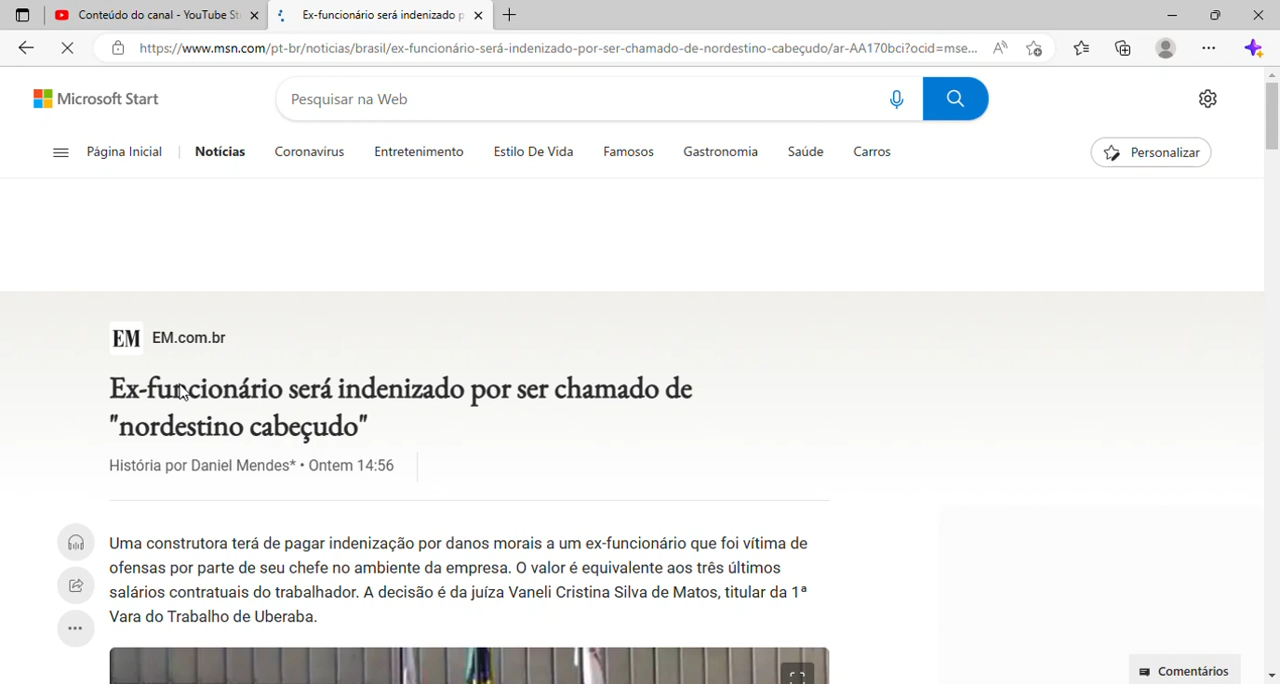 Conteúdo do canal - YouTube St
Ex-funcionário será indenizado p
https://www.msn.com/pt-br/noticias/brasil/ex-funcionário-será-indenizado-por-ser-chamado-de-nordestino-cabeçudo/ar-AA170bci?ocid=mse...
Microsoft Start
Pesquisar na Web
Página Inicial
Notícias
Coronavírus
Entretenimento
Estilo De Vida
Famosos
Gastronomia
Saúde
Carros
Personalizar
EM EM.com.br
Ex-funcionário será indenizado por ser chamado de
"nordestino cabeçudo"
História por Daniel Mendes* • Ontem 14:56
Uma construtora terá de pagar indenização por danos morais a um ex-funcionário que foi vítima de
ofensas por parte de seu chefe no ambiente da empresa. O valor é equivalente aos três últimos
salários contratuais do trabalhador. A decisão é da juíza Vaneli Cristina Silva de Matos, titular da 1ª
Vara do Trabalho de Uberaba.
Comentários